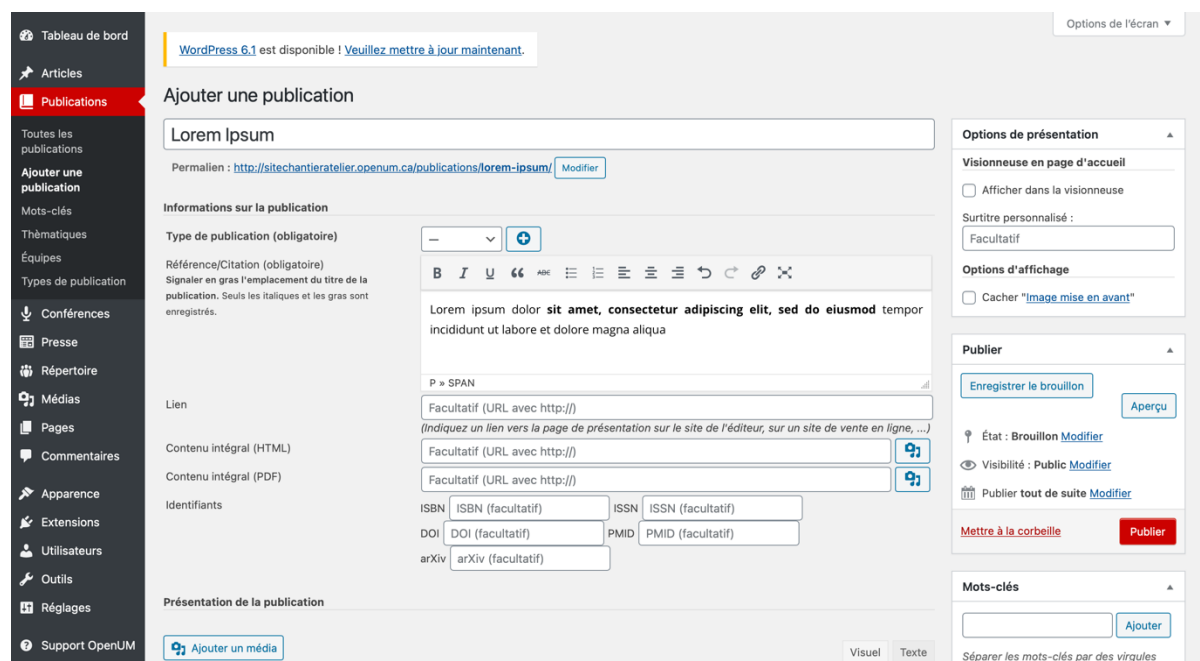 Tableau de bord
Articles
Publications
Toutes les
publications
Ajouter une
publication
Mots-clés
Thèmatiques
Équipes
Types de publication
Conférences
Presse
Répertoire
Médias
Pages
Commentaires
Apparence
Extensions
Utilisateurs
Outils
Réglages
Support OpenUM
Options de l'écran ▼
WordPress 6.1 est disponible ! Veuillez mettre à jour maintenant.
Ajouter une publication
Lorem Ipsum
Permalien : http://sitechantieratelier.openum.ca/publications/lorem-ipsum/ Modifier
Informations sur la publication
Type de publication (obligatoire)
—
Référence/Citation (obligatoire)
Signaler en gras l'emplacement du titre de la
publication. Seuls les italiques et les gras sont
enregistrés.
B I U ABC
Lorem ipsum dolor sit amet, consectetur adipiscing elit, sed do eiusmod tempor
incididunt ut labore et dolore magna aliqua
P » SPAN
Lien
Facultatif (URL avec http://)
(Indiquez un lien vers la page de présentation sur le site de l'éditeur, sur un site de vente en ligne, ...)
Contenu intégral (HTML)
Facultatif (URL avec http://)
Contenu intégral (PDF)
Facultatif (URL avec http://)
Identifiants
ISBN ISBN (facultatif) ISSN ISSN (facultatif)
DOI DOI (facultatif) PMID PMID (facultatif)
arXiv arXiv (facultatif)
Présentation de la publication
Ajouter un média
Visuel Texte
Options de présentation
Visionneuse en page d'accueil
Afficher dans la visionneuse
Surtitre personnalisé :
Facultatif
Options d'affichage
Cacher "Image mise en avant"
Publier
Enregistrer le brouillon
Aperçu
État : Brouillon Modifier
Visibilité : Public Modifier
Publier tout de suite Modifier
Mettre à la corbeille Publier
Mots-clés
Ajouter
Séparer les mots-clés par des virgules